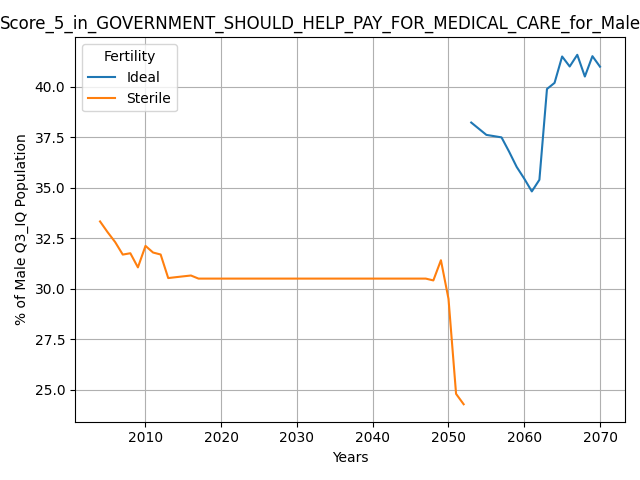 Score_5_in_GOVERNMENT_SHOULD_HELP_PAY_FOR_MEDICAL_CARE_for_Male
Fertility
Ideal
Sterile
% of Male Q3_IQ Population
40.0
37.5
35.0
32.5
30.0
27.5
25.0
2010 2020 2030 2040 2050 2060 2070
Years